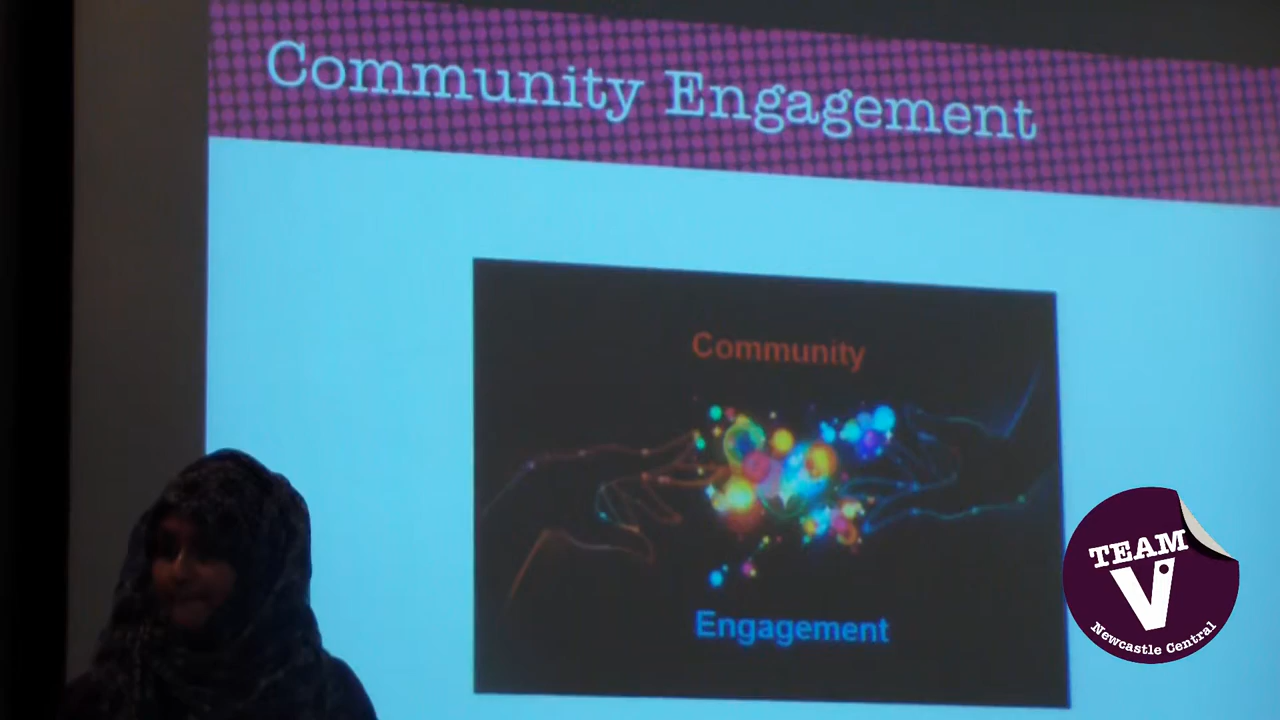 Community Engagement
Community
Engagement
TEAM
V
Newcastle Central